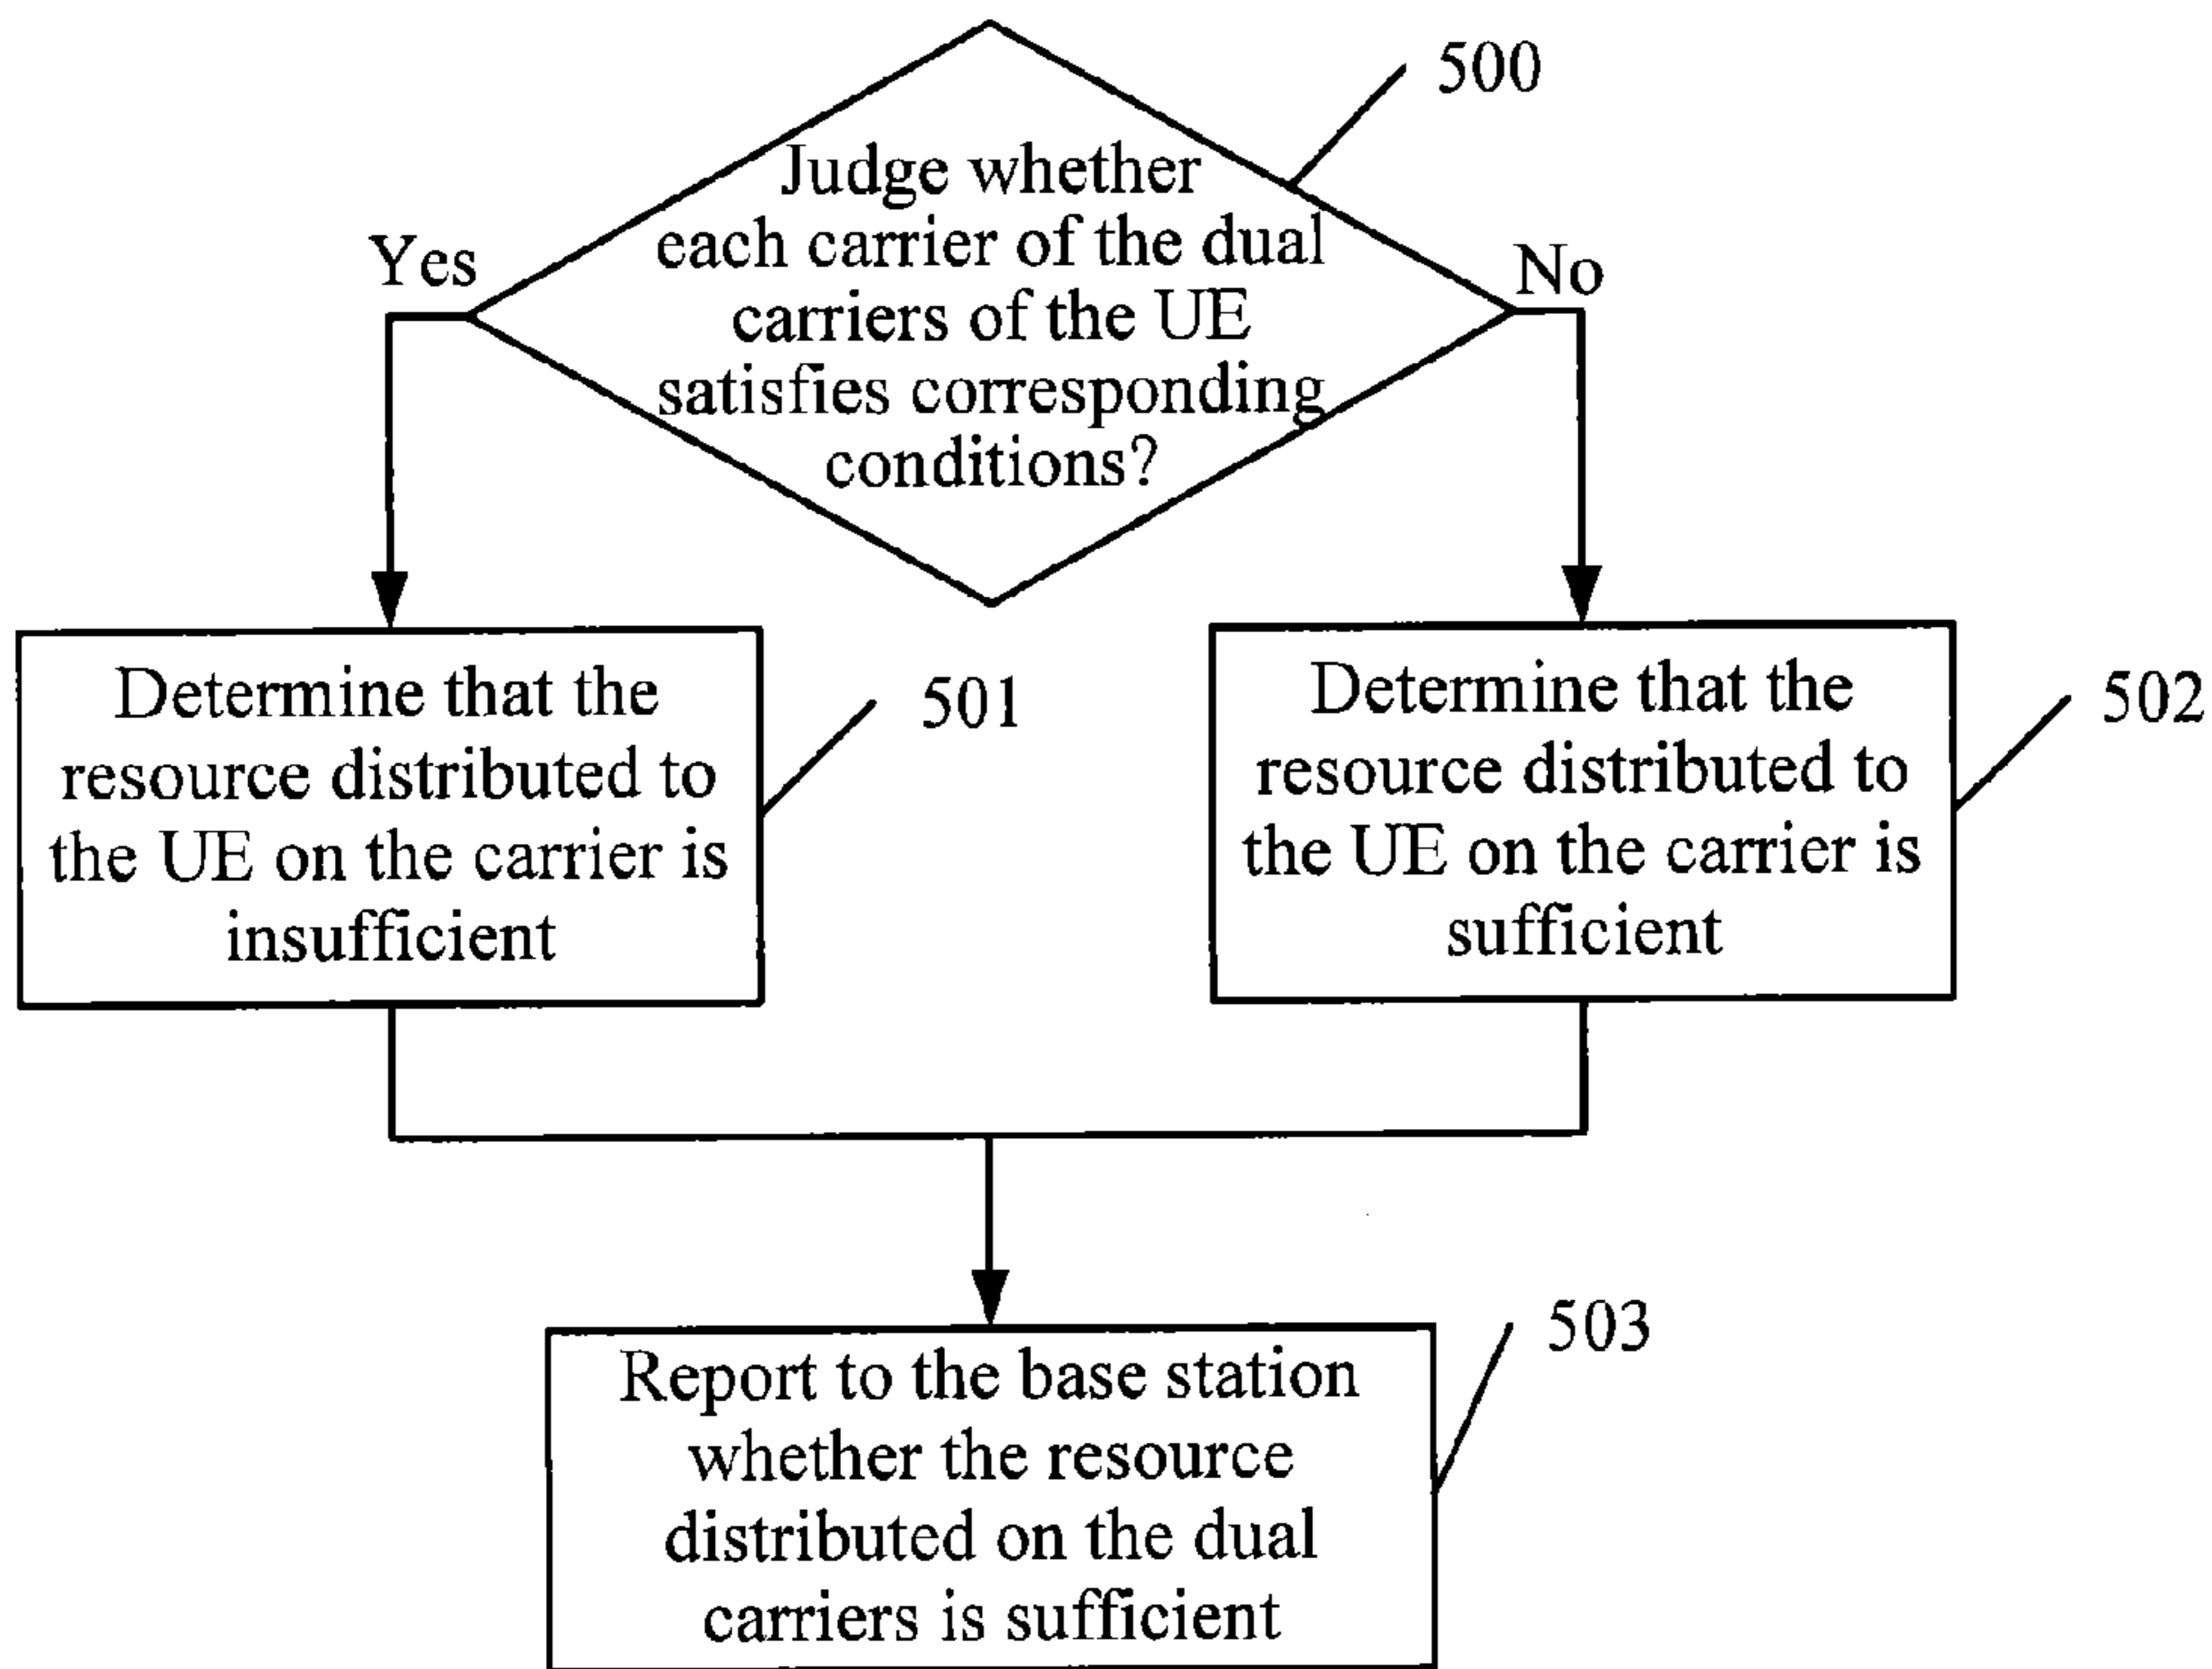 500
Judge whether
each carrier of the dual
carriers of the UE
satisfies corresponding
conditions?
Yes
No
Determine that the
resource distributed to
the UE on the carrier is
insufficient
501
Determine that the
resource distributed to
the UE on the carrier is
sufficient
502
Report to the base station
whether the resource
distributed on the dual
carriers is sufficient
503